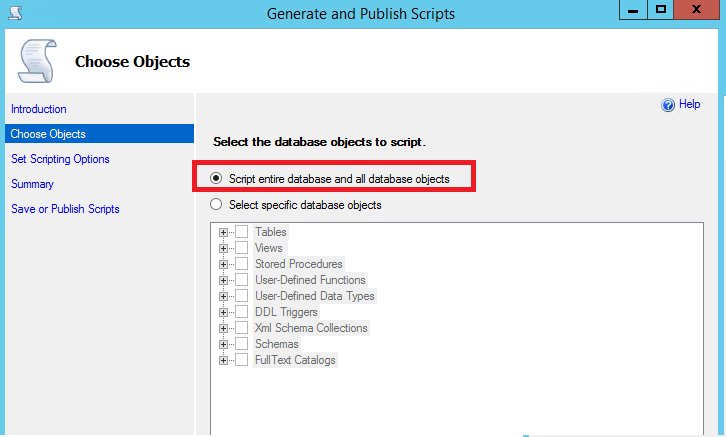 Generate and Publish Scripts
Choose Objects
Introduction
Choose Objects
Set Scripting Options
Summary
Save or Publish Scripts
Help
Select the database objects to script.
Script entire database and all database objects
Select specific database objects
Tables
Views
Stored Procedures
User-Defined Functions
User-Defined Data Types
DDL Triggers
Xml Schema Collections
Schemas
FullText Catalogs